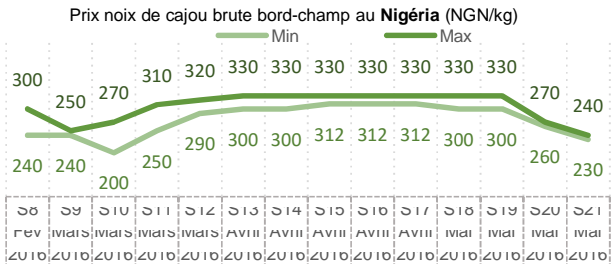 Prix noix de cajou brute bord-champ au Nigéria (NGN/kg)
Min Max
300 250 270 310 320 330 330 330 330 330 330 330 270 240
240 240 200 250 290 300 300 312 312 312 300 300 260 230
S8 S9 S10 S11 S12 S13 S14 S15 S16 S17 S18 S19 S20 S21
Fev Mars Mars Mars Mars Avril Avril Avril Avril Avril Mai Mai Mai Mai
2016 2016 2016 2016 2016 2016 2016 2016 2016 2016 2016 2016 2016 2016